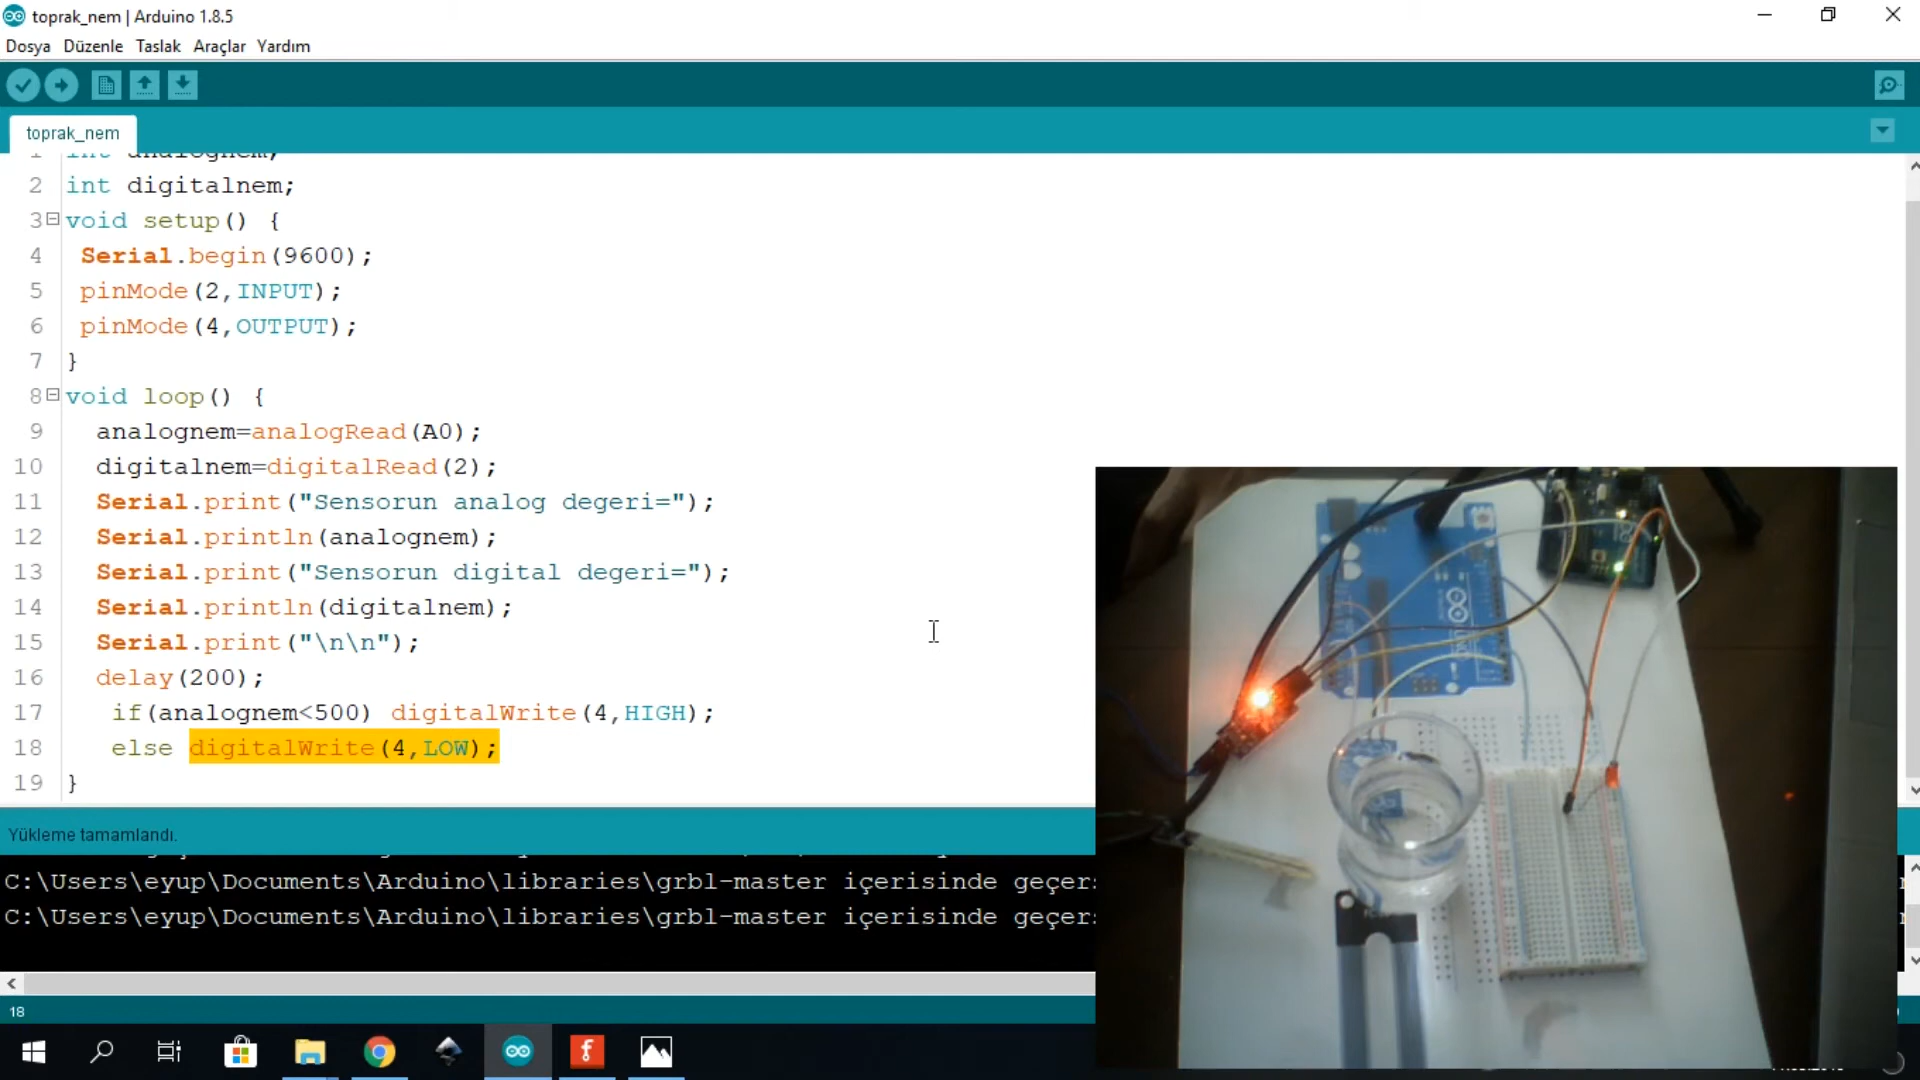 toprak_nem | Arduino 1.8.5
Dosya Düzenle Taslak Araçlar Yardım
toprak_nem
1 int analognem;
2 int digitalnem;
3 void setup() {
4 Serial.begin(9600);
5 pinMode(2,INPUT);
6 pinMode(4,OUTPUT);
7 }
8 void loop() {
9 analognem=analogRead(A0);
10 digitalnem=digitalRead(2);
11 Serial.print("Sensorun analog degeri=");
12 Serial.println(analognem);
13 Serial.print("Sensorun digital degeri=");
14 Serial.println(digitalnem);
15 Serial.print("\n\n");
16 delay(200);
17 if(analognem<500) digitalWrite(4,HIGH);
18 else digitalWrite(4,LOW);
19 }
Yükleme tamamlandı.
C:\Users\eyup\Documents\Arduino\libraries\grbl-master içerisinde
C:\Users\eyup\Documents\Arduino\libraries\grbl-master içerisinde
18